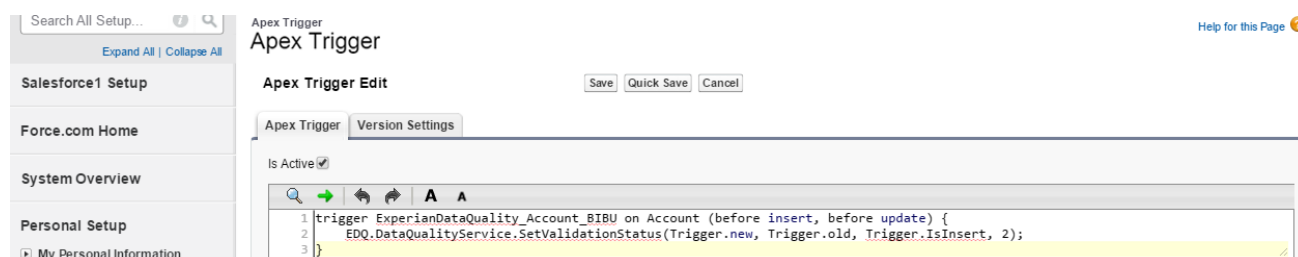 Search All Setup...
Expand All | Collapse All
Salesforce1 Setup
Force.com Home
System Overview
Personal Setup
My Personal Information
Apex Trigger
Apex Trigger
Help for this Page
Apex Trigger Edit
Save Quick Save Cancel
Apex Trigger Version Settings
Is Active
A A
1 trigger ExperianDataQuality_Account_BIBU on Account (before insert, before update) {
2 EDQ.DataQualityService.SetValidationStatus(Trigger.new, Trigger.old, Trigger.IsInsert, 2);
3 }